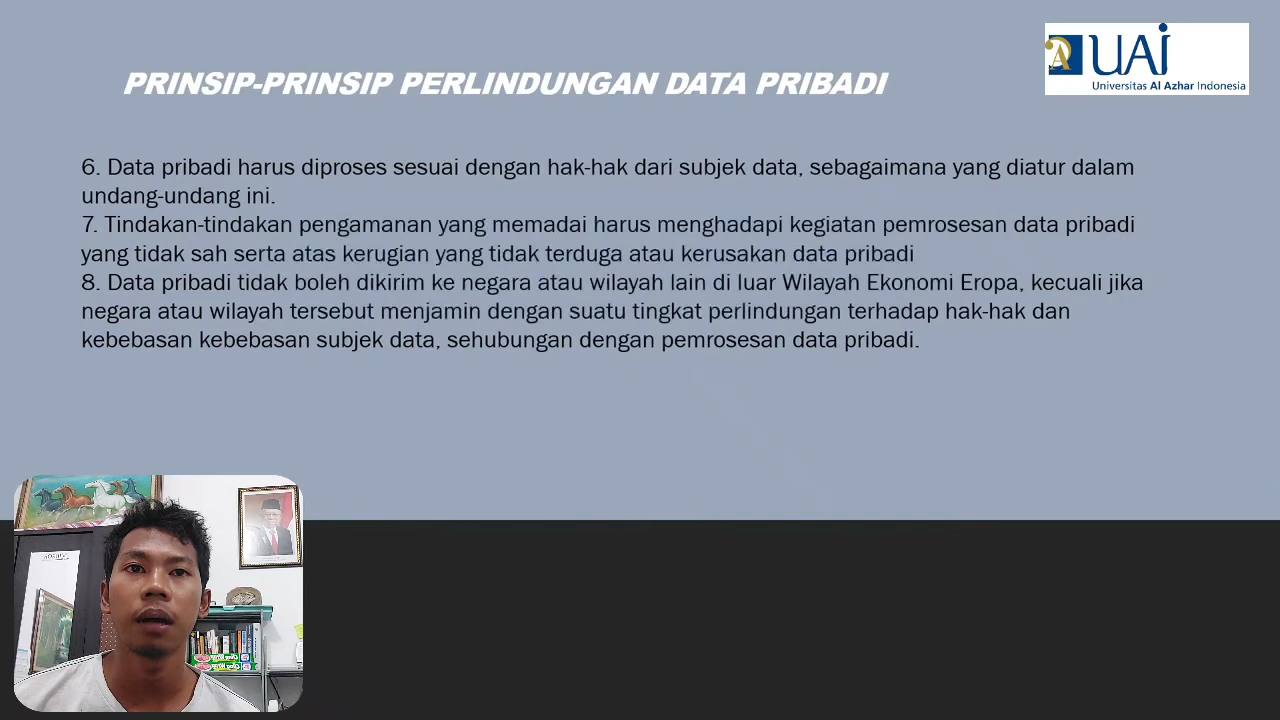 UAI
Universitas Al Azhar Indonesia
PRINSIP-PRINSIP PERLINDUNGAN DATA PRIBADI
6. Data pribadi harus diproses sesuai dengan hak-hak dari subjek data, sebagaimana yang diatur dalam
undang-undang ini.
7. Tindakan-tindakan pengamanan yang memadai harus menghadapi kegiatan pemrosesan data pribadi
yang tidak sah serta atas kerugian yang tidak terduga atau kerusakan data pribadi
8. Data pribadi tidak boleh dikirim ke negara atau wilayah lain di luar Wilayah Ekonomi Eropa, kecuali jika
negara atau wilayah tersebut menjamin dengan suatu tingkat perlindungan terhadap hak-hak dan
kebebasan kebebasan subjek data, sehubungan dengan pemrosesan data pribadi.